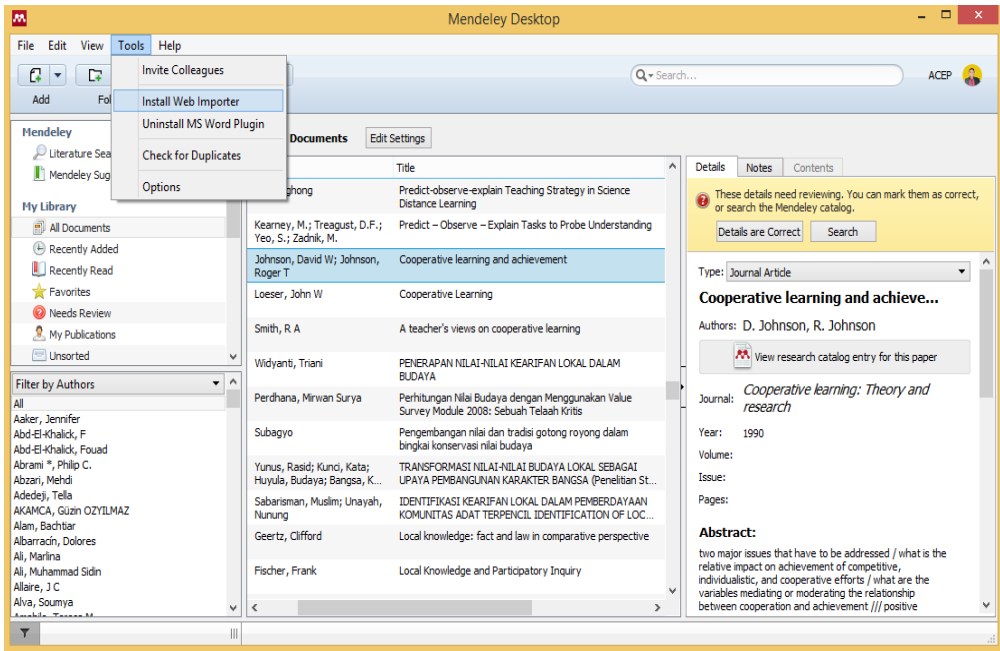 Mendeley Desktop
File Edit View Tools Help
Invite Colleagues
Install Web Importer
Uninstall MS Word Plugin
Check for Duplicates
Options
Add
Fol
Search...
ACEP
Mendeley
Literature Sea
Mendeley Sug
My Library
All Documents
Recently Added
Recently Read
Favorites
Needs Review
My Publications
Unsorted
Filter by Authors
All
Aaker, Jennifer
Abd-El-Khalick, F
Abd-El-Khalick, Fouad
Abrami *, Philip C.
Abzari, Mehdi
Adedeji, Tella
AKAMCA, Güzin OZYILMAZ
Alam, Bachtiar
Albarracín, Dolores
Ali, Marlina
Ali, Muhammad Sidin
Allaire, J C
Alva, Soumya
Documents Edit Settings
Title
ghong
Predict-observe-explain Teaching Strategy in Science
Distance Learning
Kearney, M.; Treagust, D.F.;
Yeo, S.; Zadnik, M.
Predict – Observe – Explain Tasks to Probe Understanding
Johnson, David W; Johnson,
Roger T
Cooperative learning and achievement
Loeser, John W
Cooperative Learning
Smith, R A
A teacher's views on cooperative learning
Widyanti, Triani
PENERAPAN NILAI-NILAI KEARIFAN LOKAL DALAM
BUDAYA
Perdhana, Mirwan Surya
Perhitungan Nilai Budaya dengan Menggunakan Value
Survey Module 2008: Sebuah Telaah Kritis
Subagyo
Pengembangan nilai dan tradisi gotong royong dalam
bingkai konservasi nilai budaya
Yunus, Rasid; Kunci, Kata;
Huyula, Budaya; Bangsa, K...
TRANSFORMASI NILAI-NILAI BUDAYA LOKAL SEBAGAI
UPAYA PEMBANGUNAN KARAKTER BANGSA (Penelitian St...
Sabarisman, Muslim; Unayah,
Nunung
IDENTIFIKASI KEARIFAN LOKAL DALAM PEMBERDAYAAN
KOMUNITAS ADAT TERPENCIL IDENTIFICATION OF LOC...
Geertz, Clifford
Local knowledge: fact and law in comparative perspective
Fischer, Frank
Local Knowledge and Participatory Inquiry
Details Notes Contents
These details need reviewing. You can mark them as correct,
or search the Mendeley catalog.
Details are Correct Search
Type: Journal Article
Cooperative learning and achieve...
Authors: D. Johnson, R. Johnson
View research catalog entry for this paper
Journal: Cooperative learning: Theory and
research
Year: 1990
Volume:
Issue:
Pages:
Abstract:
two major issues that have to be addressed / what is the
relative impact on achievement of competitive,
individualistic, and cooperative efforts / what are the
variables mediating or moderating the relationship
between cooperation and achievement /// positive